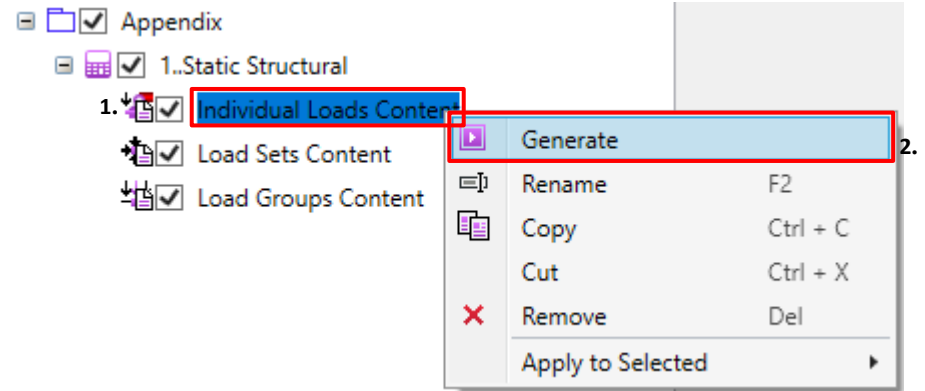 Appendix
1..Static Structural
1. Individual Loads Content
Generate 2.
Load Sets Content
Rename F2
Load Groups Content
Copy Ctrl + C
Cut Ctrl + X
Remove Del
Apply to Selected